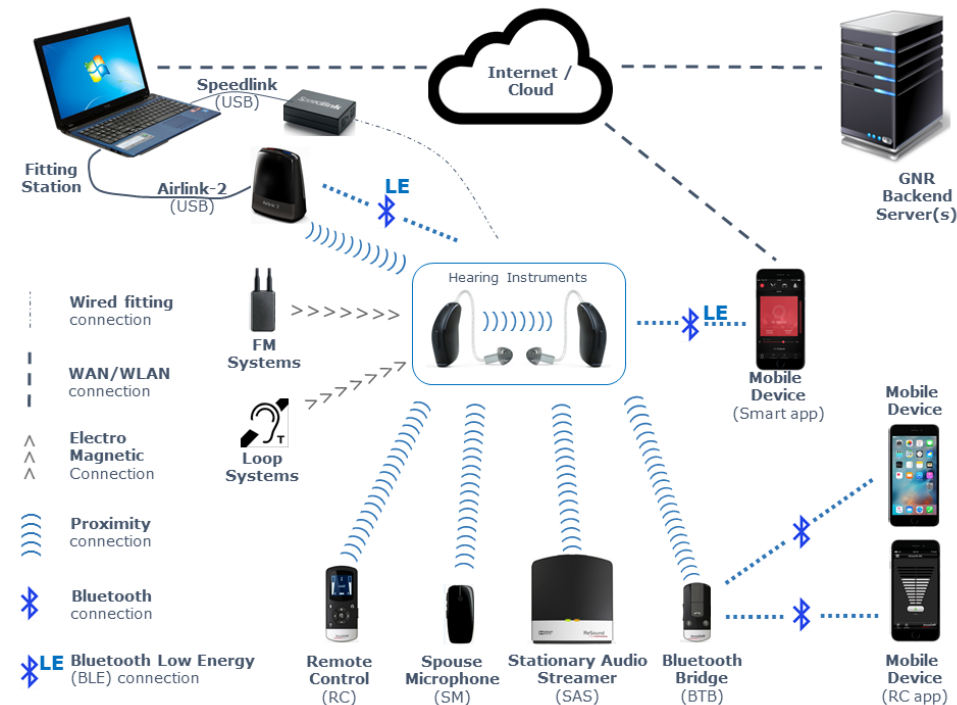 Speedlink
(USB)
Speedlink
Internet /
Cloud
Fitting
Station
Airlink-2
(USB)
LE
GNR
Backend
Server(s)
Hearing Instruments
Wired fitting
connection
FM
Systems
LE
WAN/WLAN
connection
Mobile
Device
(Smart app)
Mobile
Device
Electro
Magnetic
Connection
T
Loop
Systems
Proximity
connection
Bluetooth
connection
ReSound
LE Bluetooth Low Energy
(BLE) connection
Remote
Control
(RC)
Spouse
Microphone
(SM)
Stationary Audio
Streamer
(SAS)
Bluetooth
Bridge
(BTB)
Mobile
Device
(RC app)